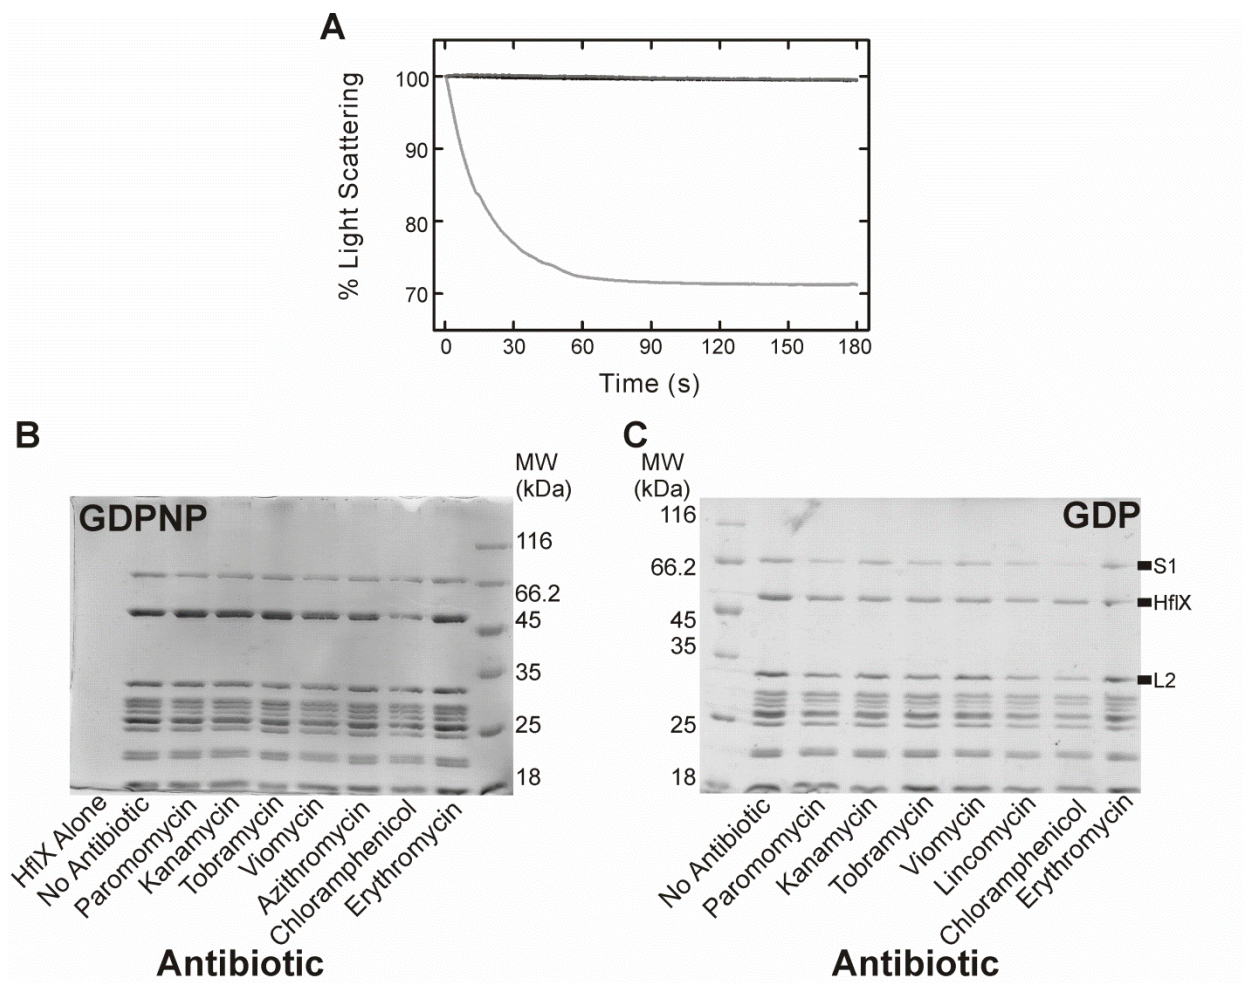 A
% Light Scattering
100
90
80
70
0 30 60 90 120 150 180
Time (s)
B
MW
(kDa)
GDPNP
116
66.2
45
35
25
18
HflX Alone
No Antibiotic
Paromomycin
Kanamycin
Tobramycin
Viomycin
Azithromycin
Chloramphenicol
Erythromycin
Antibiotic
C
MW
(kDa)
116
66.2
45
35
25
18
GDP
S1
HflX
L2
No Antibiotic
Paromomycin
Kanamycin
Tobramycin
Viomycin
Lincomycin
Chloramphenicol
Erythromycin
Antibiotic